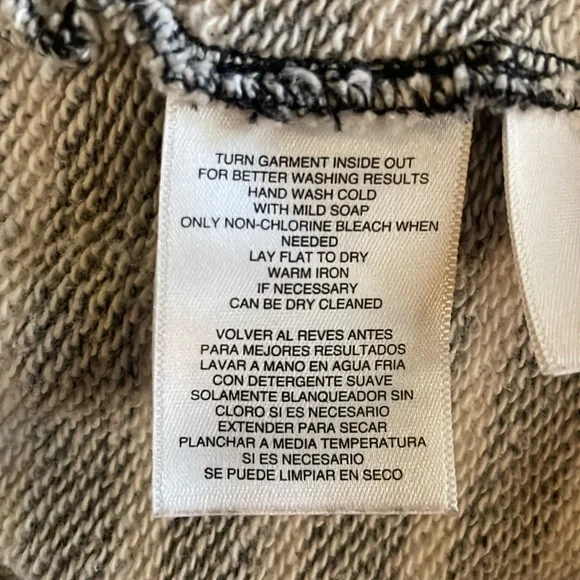 TURN GARMENT INSIDE OUT
FOR BETTER WASHING RESULTS
HAND WASH COLD
WITH MILD SOAP
ONLY NON-CHLORINE BLEACH WHEN
NEEDED
LAY FLAT TO DRY
WARM IRON
IF NECESSARY
CAN BE DRY CLEANED
VOLVER AL REVES ANTES
PARA MEJORES RESULTADOS
LAVAR A MANO EN AGUA FRIA
CON DETERGENTE SUAVE
SOLAMENTE BLANQUEADOR SIN
CLORO SI ES NECESARIO
EXTENDER PARA SECAR
PLANCHAR A MEDIA TEMPERATURA
SI ES NECESARIO
SE PUEDE LIMPIAR EN SECO